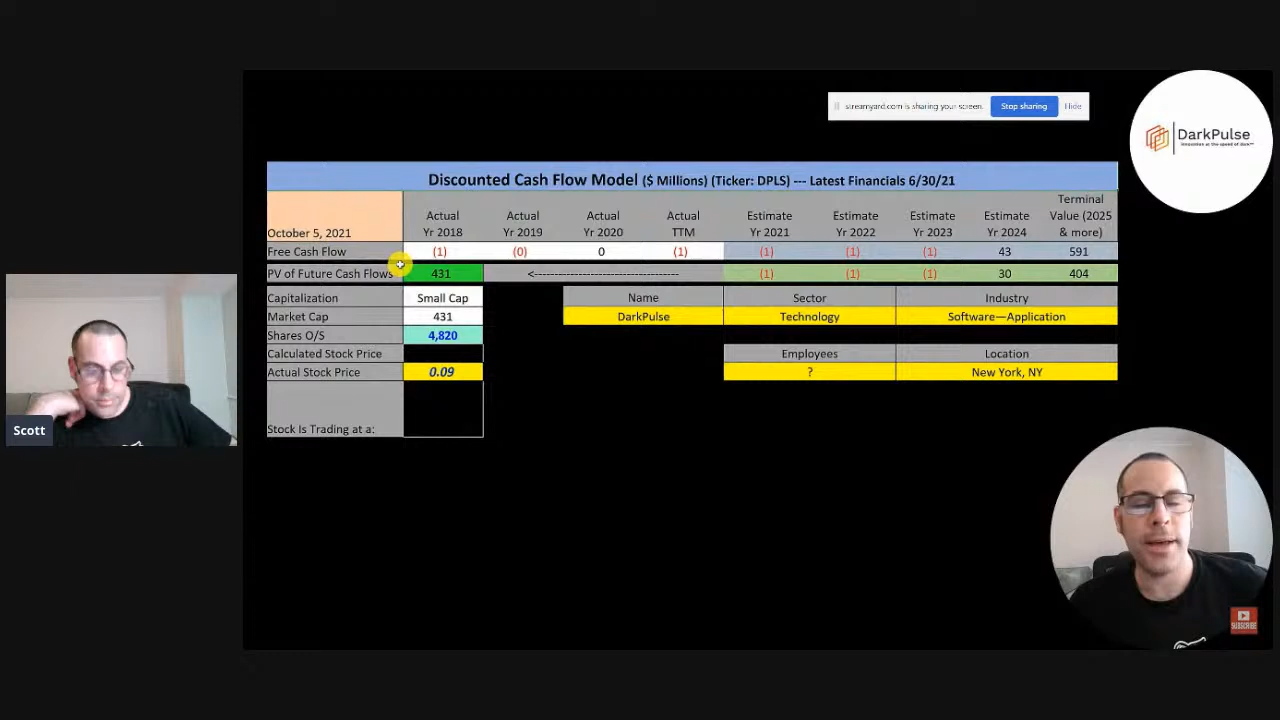 streamyard.com is sharing your screen.
Stop sharing
Hide
DarkPulse
Discounted Cash Flow Model ($ Millions) (Ticker: DPLS) --- Latest Financials 6/30/21
October 5, 2021 Actual Yr 2018 Actual Yr 2019 Actual Yr 2020 Actual TTM Estimate Yr 2021 Estimate Yr 2022 Estimate Yr 2023 Estimate Yr 2024 Terminal Value (2025 & more)
Free Cash Flow (1) (0) 0 (1) (1) (1) (1) 43 591
PV of Future Cash Flows 431 <------------------------------------- (1) (1) (1) 30 404
Capitalization Small Cap Name Sector Industry
Market Cap 431 DarkPulse Technology Software—Application
Shares O/S 4,820
Calculated Stock Price Employees Location
Actual Stock Price 0.09 ? New York, NY
Stock Is Trading at a:
Scott
SUBSCRIBE